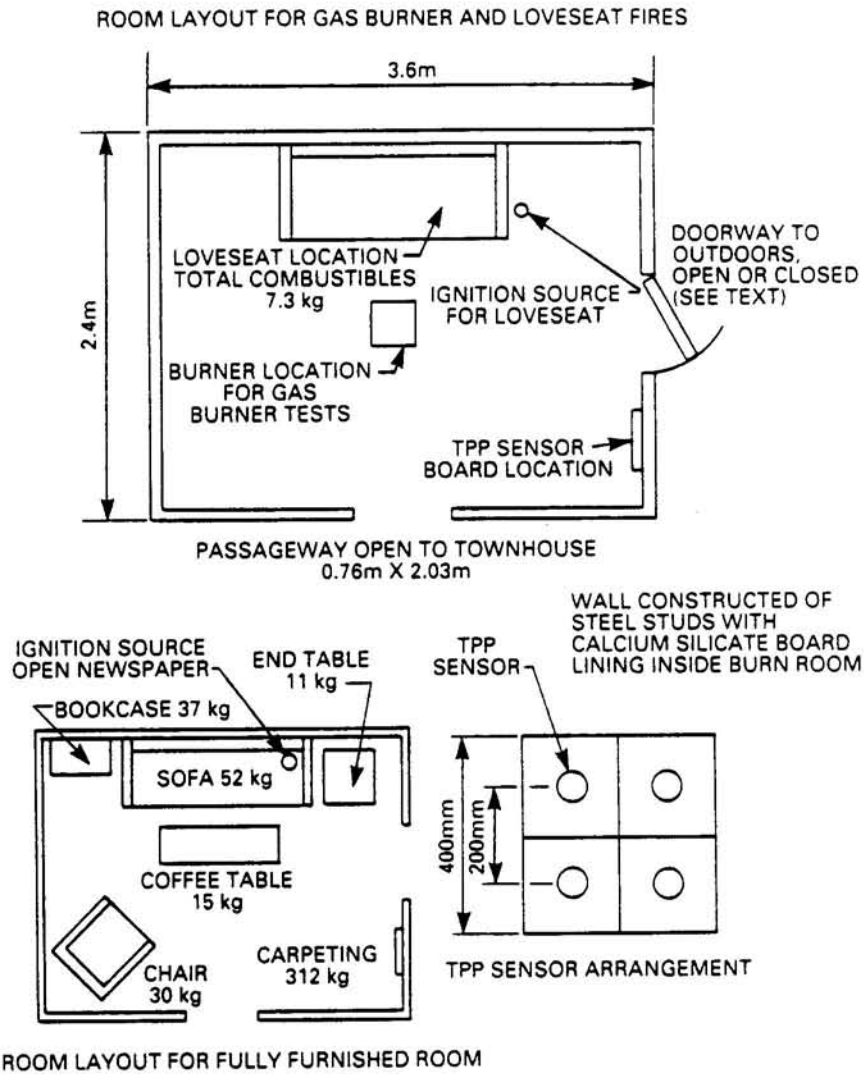 ROOM LAYOUT FOR GAS BURNER AND LOVESEAT FIRES
3.6m
2.4m
LOVESEAT LOCATION
TOTAL COMBUSTIBLES
7.3 kg
IGNITION SOURCE
FOR LOVESEAT
DOORWAY TO
OUTDOORS,
OPEN OR CLOSED
(SEE TEXT)
BURNER LOCATION
FOR GAS
BURNER TESTS
TPP SENSOR
BOARD LOCATION
PASSAGEWAY OPEN TO TOWNHOUSE
0.76m X 2.03m
IGNITION SOURCE
OPEN NEWSPAPER
END TABLE
11 kg
BOOKCASE 37 kg
SOFA 52 kg
COFFEE TABLE
15 kg
CHAIR
30 kg
CARPETING
312 kg
ROOM LAYOUT FOR FULLY FURNISHED ROOM
WALL CONSTRUCTED OF
STEEL STUDS WITH
CALCIUM SILICATE BOARD
LINING INSIDE BURN ROOM
TPP
SENSOR
400mm
200mm
TPP SENSOR ARRANGEMENT